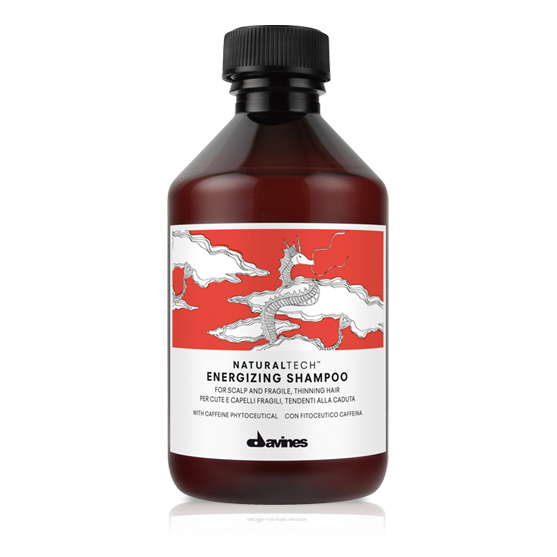 NATURALTECH™
ENERGIZING SHAMPOO
FOR SCALP AND FRAGILE, THINNING HAIR
PER CUTE E CAPELLI FRAGILI, TENDENTI ALLA CADUTA
WITH CAFFEINE PHYTOCEUTICAL CON FITOCEUTICO CAFFEINA
davines